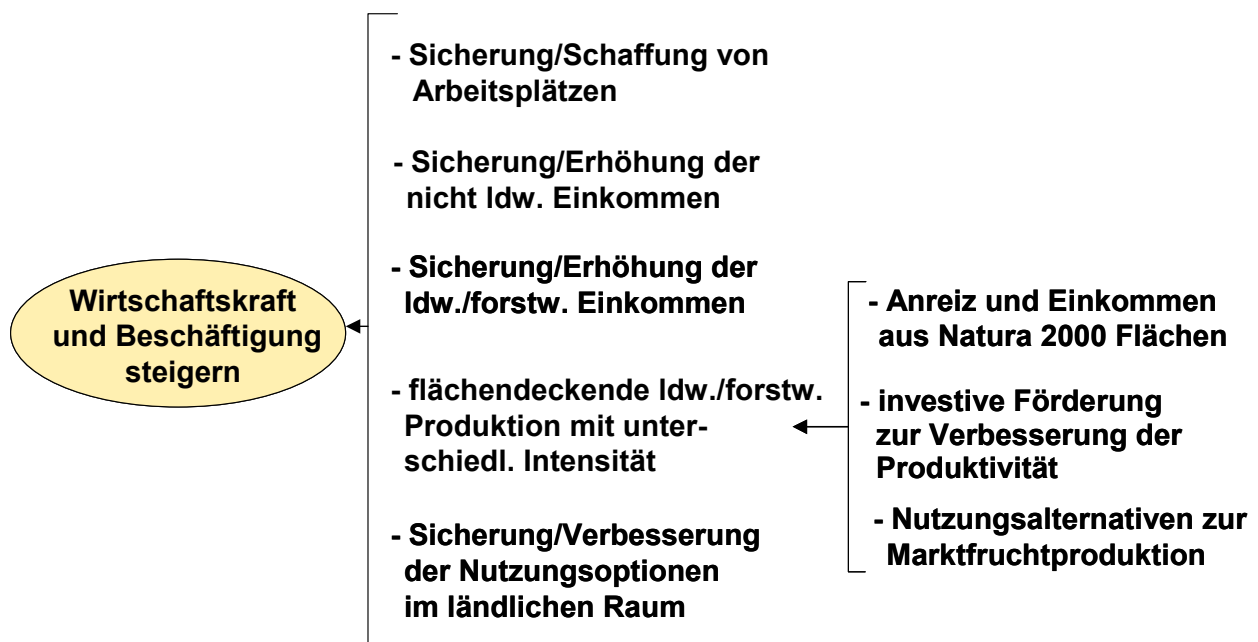 Wirtschaftskraft
und Beschäftigung
steigern
- Sicherung/Schaffung von
Arbeitsplätzen
- Sicherung/Erhöhung der
nicht ldw. Einkommen
- Sicherung/Erhöhung der
ldw./forstw. Einkommen
- flächendeckende ldw./forstw.
Produktion mit unter-
schiedl. Intensität
- Sicherung/Verbesserung
der Nutzungsoptionen
im ländlichen Raum
- Anreiz und Einkommen
aus Natura 2000 Flächen
- investive Förderung
zur Verbesserung der
Produktivität
- Nutzungsalternativen zur
Marktfruchtproduktion